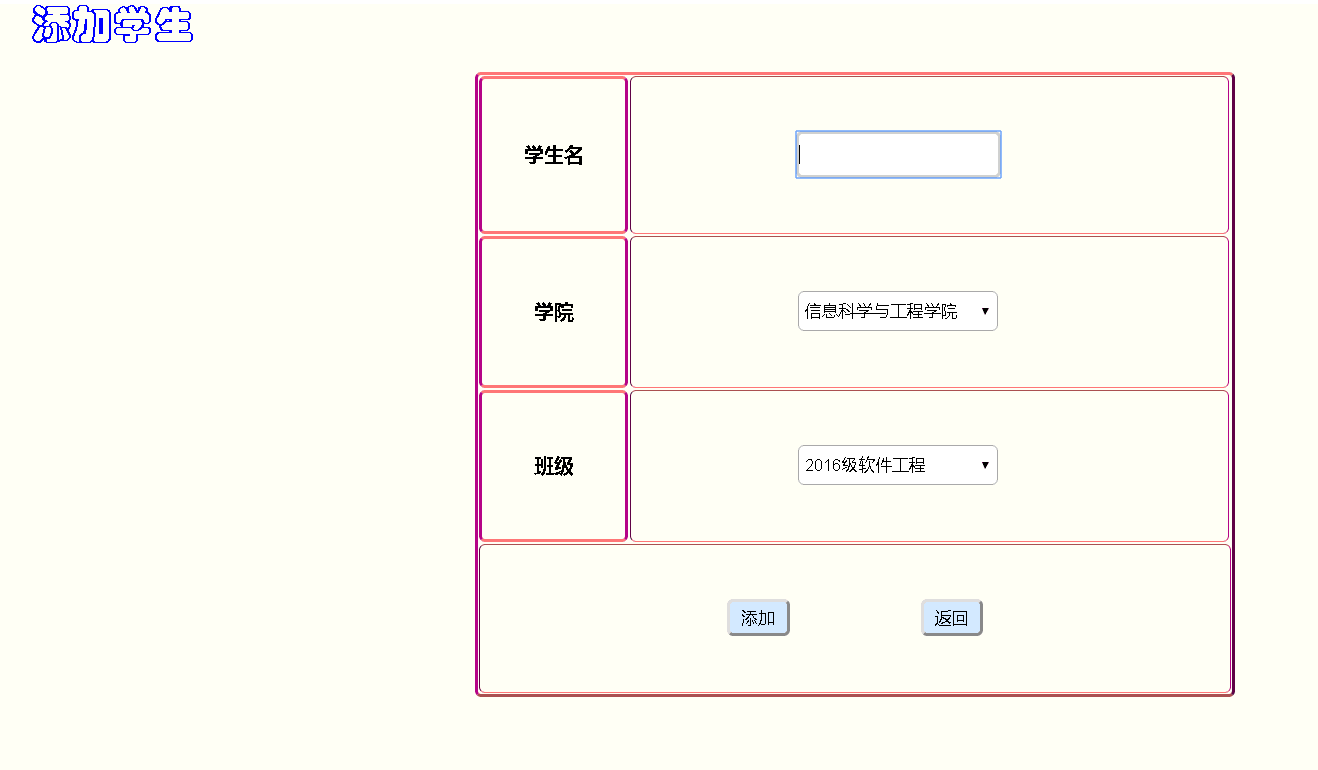 添加学生
学生名
学院
信息科学与工程学院
班级
2016级软件工程
添加 返回